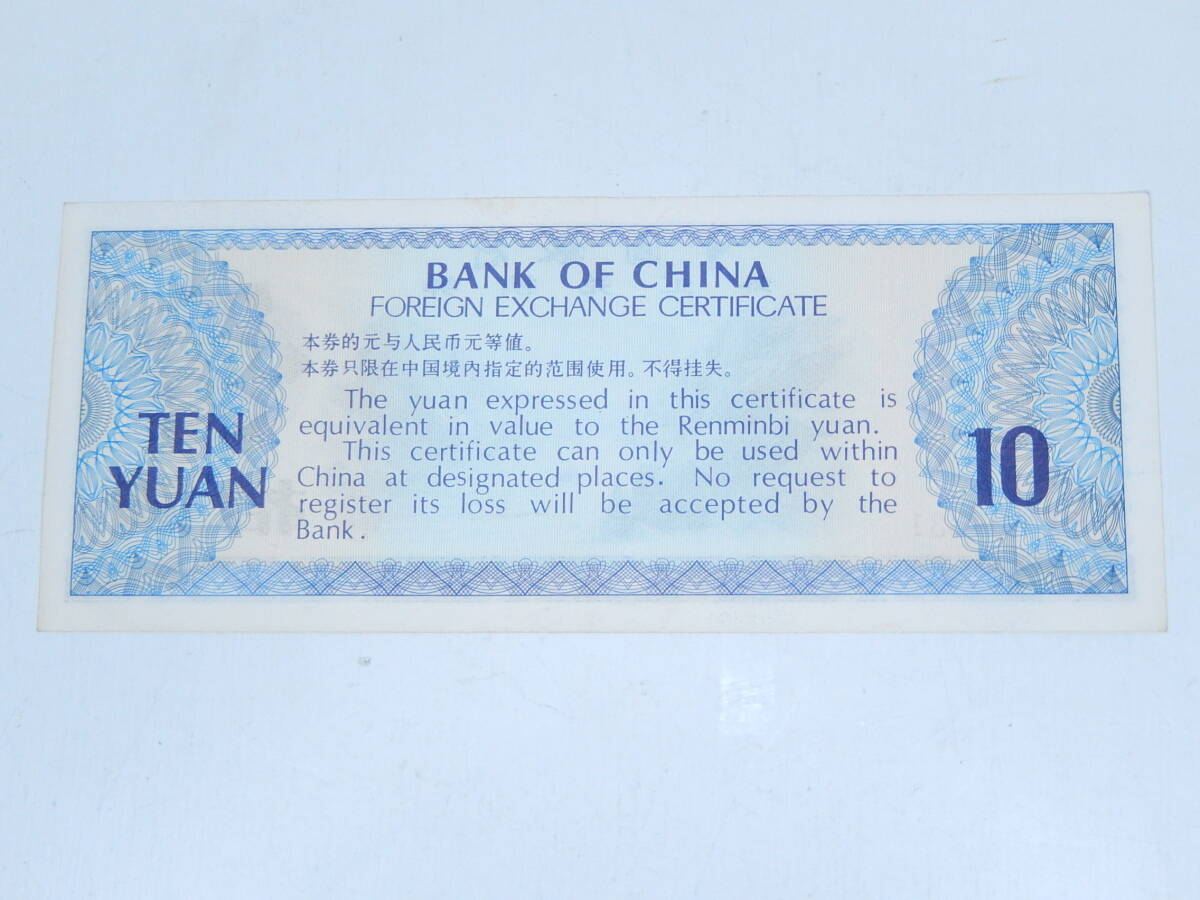 BANK OF CHINA
FOREIGN EXCHANGE CERTIFICATE
本券的元与人民币元等值。
本券只限在中国境内指定的范围使用。不得挂失。
The yuan expressed in this certificate is
equivalent in value to the Renminbi yuan.
This certificate can only be used within
China at designated places. No request to
register its loss will be accepted by the
Bank.
TEN
YUAN
10